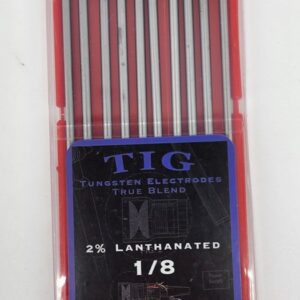 TIG
TUNGSTEN ELECTRODES
TRUE BLEND
2% LANTHANATED
1/8